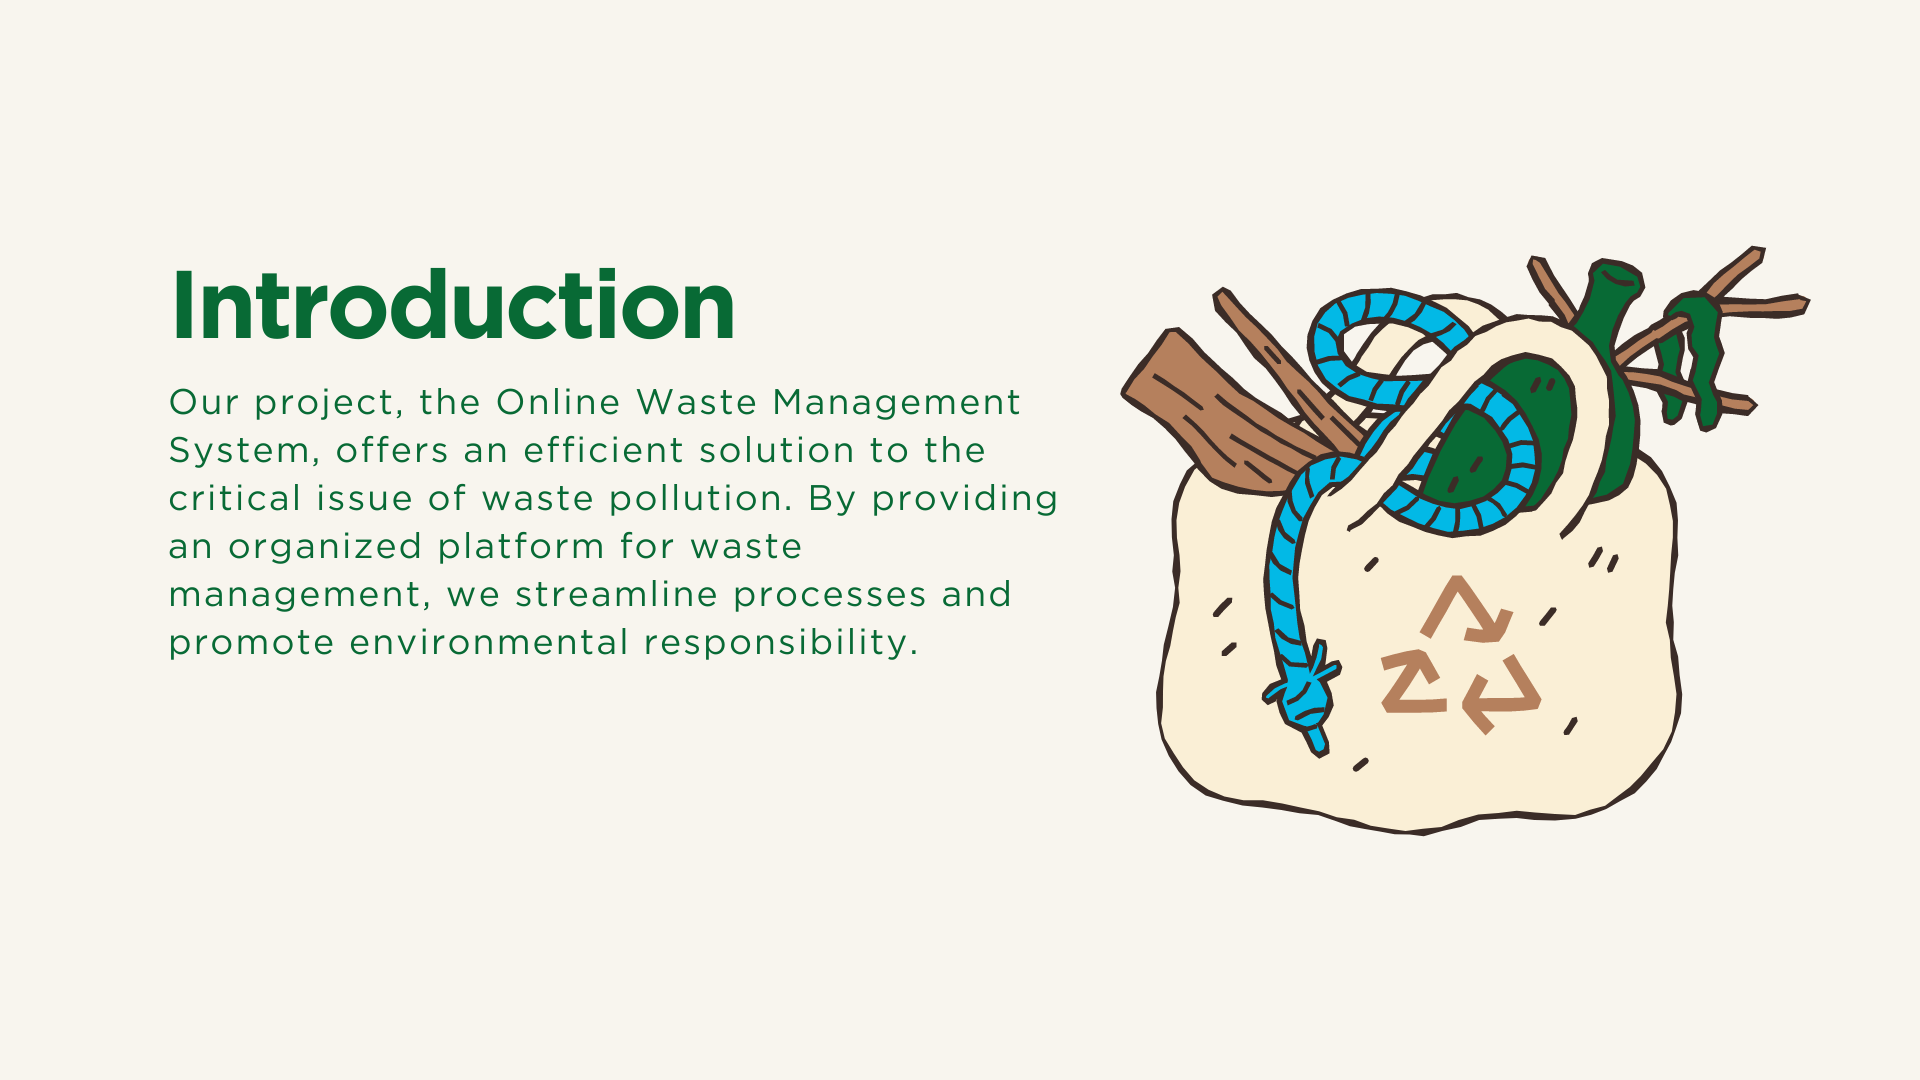 Introduction
Our project, the Online Waste Management
System, offers an efficient solution to the
critical issue of waste pollution. By providing
an organized platform for waste
management, we streamline processes and
promote environmental responsibility.